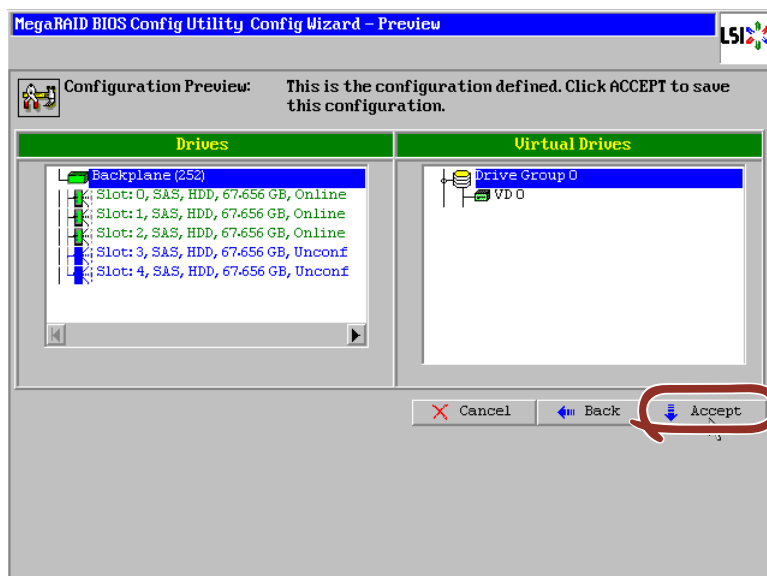 MegaRAID BIOS Config Utility Config Wizard – Preview
LSI
Configuration Preview:
This is the configuration defined. Click ACCEPT to save
this configuration.
Drives
Backplane (252)
Slot: 0, SAS, HDD, 67.656 GB, Online
Slot: 1, SAS, HDD, 67.656 GB, Online
Slot: 2, SAS, HDD, 67.656 GB, Online
Slot: 3, SAS, HDD, 67.656 GB, Unconf
Slot: 4, SAS, HDD, 67.656 GB, Unconf
Virtual Drives
Drive Group 0
VD 0
Cancel
Back
Accept